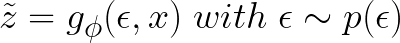 z̃ = g_ϕ(ϵ, x) with ϵ ∼ p(ϵ)